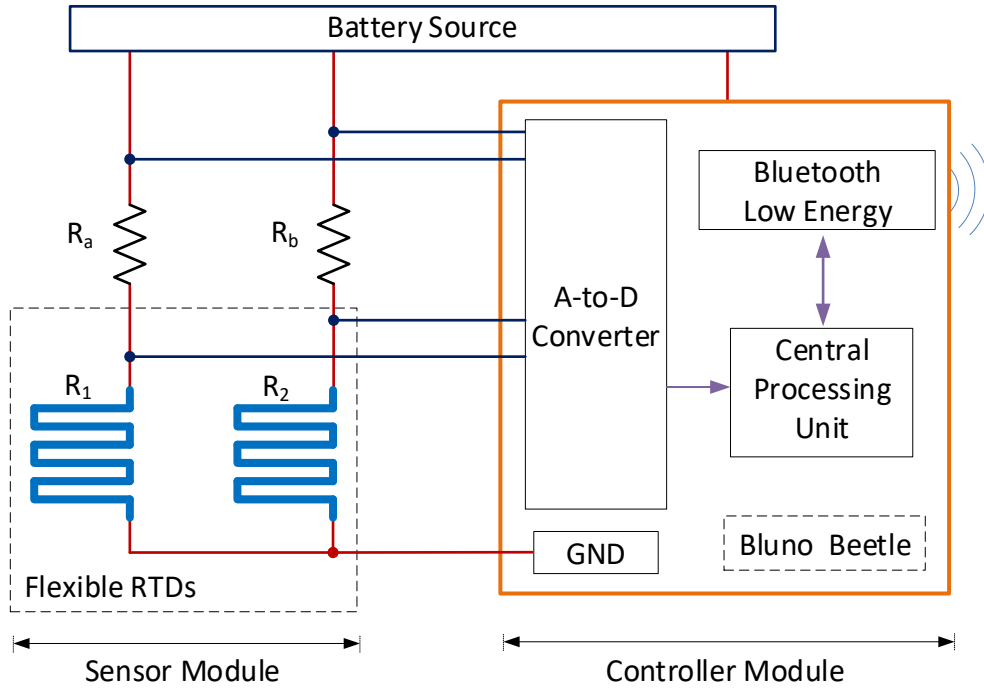 Battery Source
Bluetooth
Low Energy
Rₐ
R_b
A-to-D
Converter
Central
Processing
Unit
R₁
R₂
GND
Bluno Beetle
Flexible RTDs
Sensor Module
Controller Module